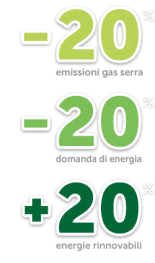 -20%
emissioni gas serra
-20%
domanda di energia
+20%
energie rinnovabili